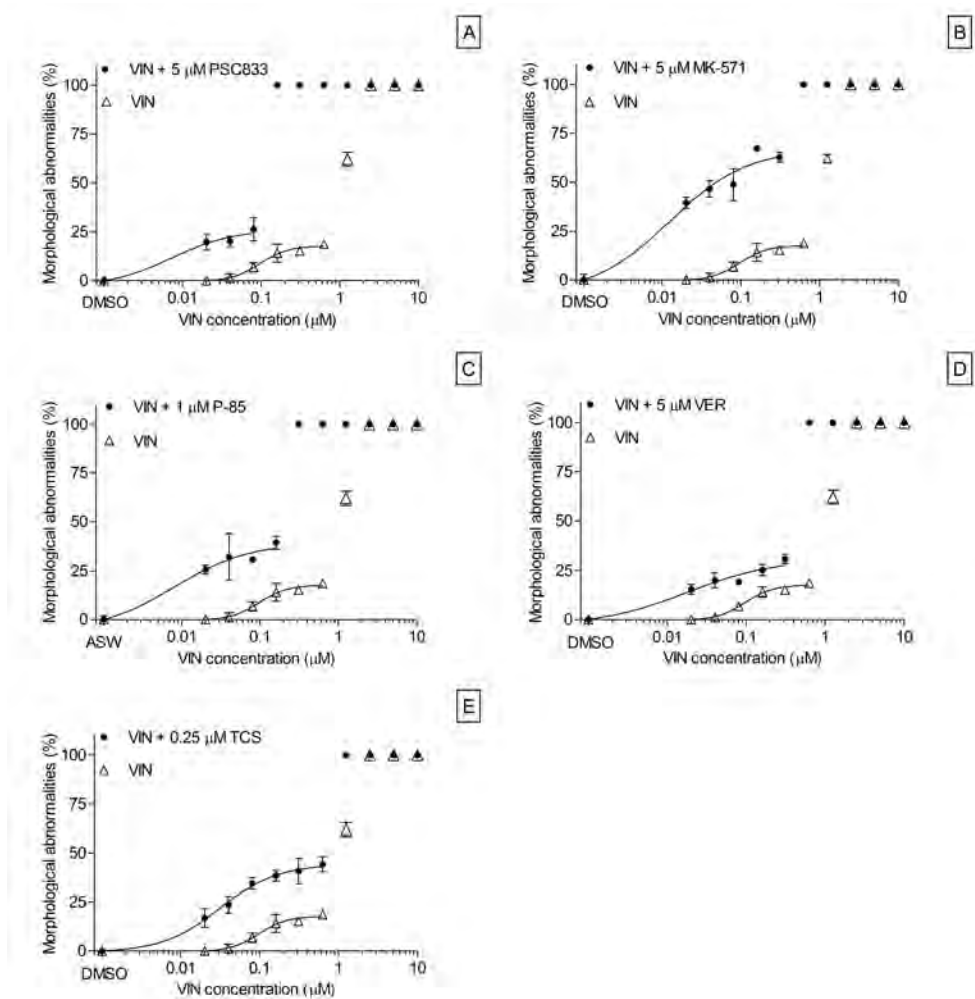 A
VIN + 5 μM PSC833
VIN
Morphological abnormalities (%)
100
75
50
25
0
DMSO
0.01
0.1
1
10
VIN concentration (μM)
B
VIN + 5 μM MK-571
VIN
Morphological abnormalities (%)
100
75
50
25
0
DMSO
0.01
0.1
1
10
VIN concentration (μM)
C
VIN + 1 μM P-85
VIN
Morphological abnormalities (%)
100
75
50
25
0
ASW
0.01
0.1
1
10
VIN concentration (μM)
D
VIN + 5 μM VER
VIN
Morphological abnormalities (%)
100
75
50
25
0
DMSO
0.01
0.1
1
10
VIN concentration (μM)
E
VIN + 0.25 μM TCS
VIN
Morphological abnormalities (%)
100
75
50
25
0
DMSO
0.01
0.1
1
10
VIN concentration (μM)